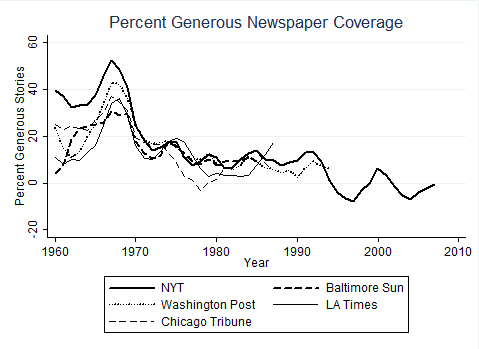 Percent Generous Newspaper Coverage
Percent Generous Stories
60
40
20
0
-20
1960 1970 1980 1990 2000 2010
Year
NYT Baltimore Sun
Washington Post LA Times
Chicago Tribune